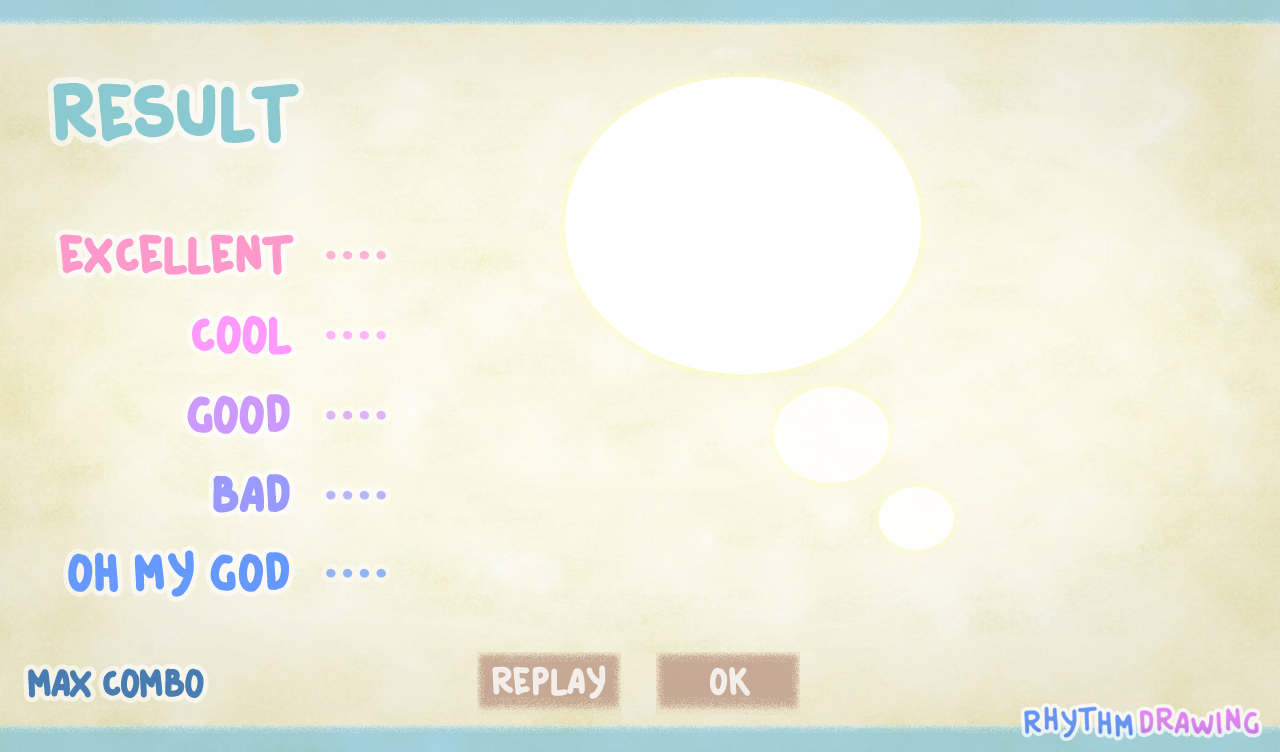 RESULT
EXCELLENT ••••
COOL ••••
GOOD ••••
BAD ••••
OH MY GOD ••••
MAX COMBO
REPLAY
OK
RHYTHM DRAWING